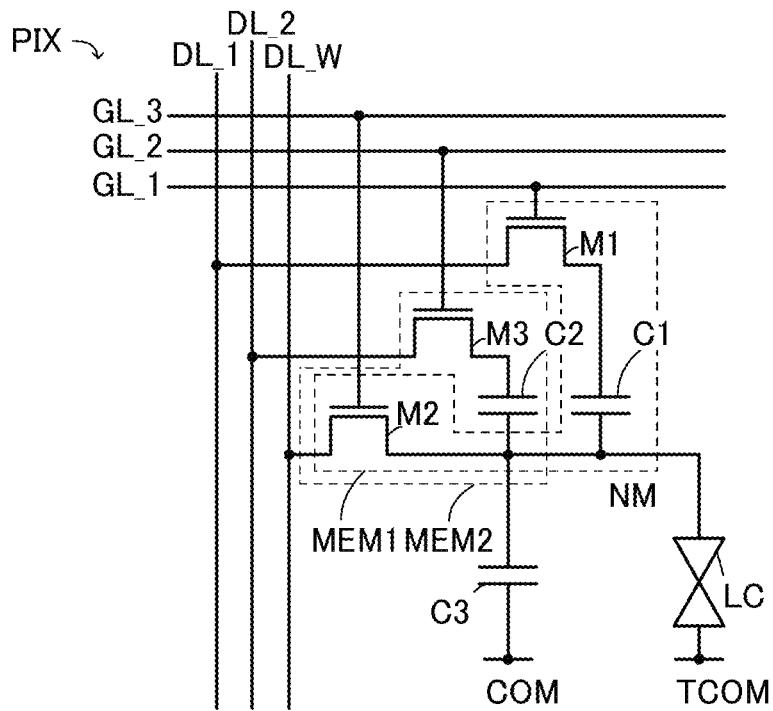 PIX
DL_1
DL_2
DL_W
GL_3
GL_2
GL_1
M1
M3
C2
C1
M2
NM
MEM1
MEM2
C3
LC
COM
TCOM